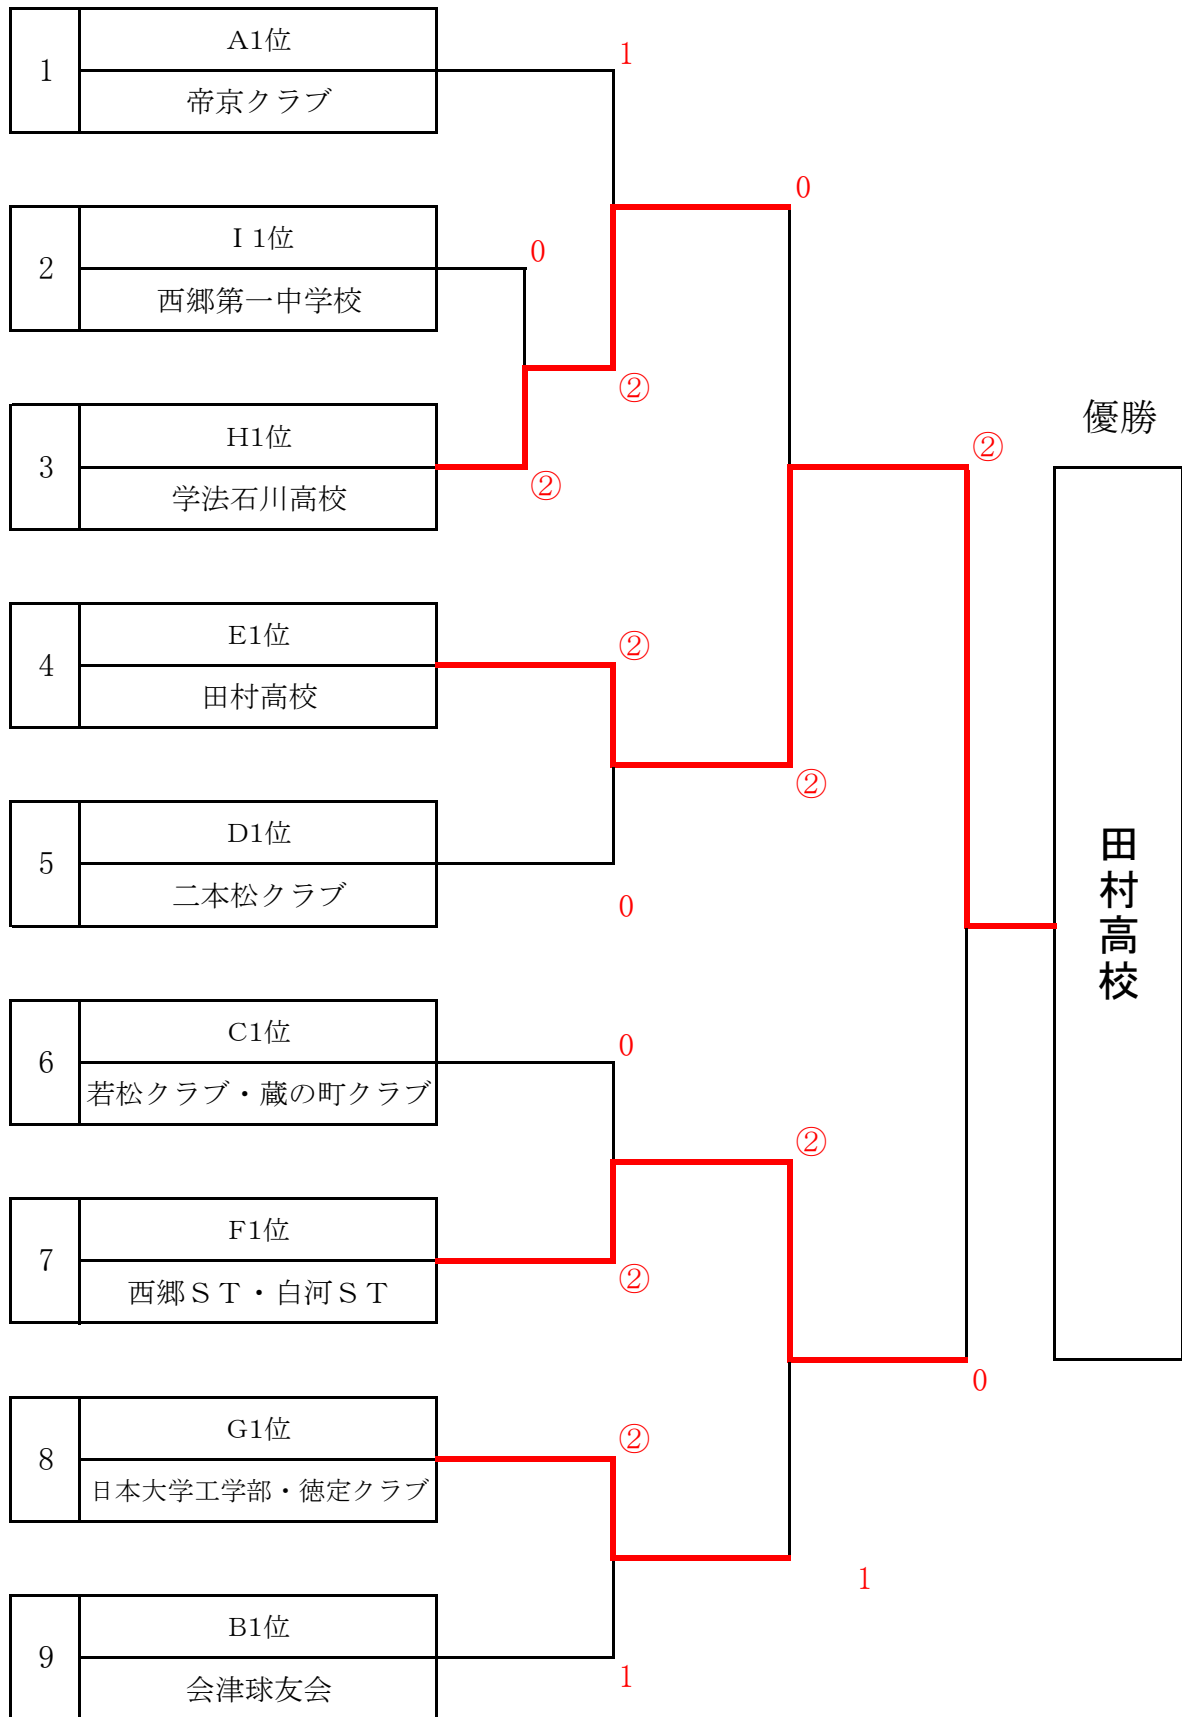 1
A1位
帝京クラブ
1
0
2
I 1位
西郷第一中学校
0
②
3
H1位
学法石川高校
②
優勝
②
4
E1位
田村高校
②
②
5
D1位
二本松クラブ
0
田村高校
6
C1位
若松クラブ・蔵の町クラブ
0
②
7
F1位
西郷ＳＴ・白河ＳＴ
②
0
8
G1位
日本大学工学部・徳定クラブ
②
1
9
B1位
会津球友会
1